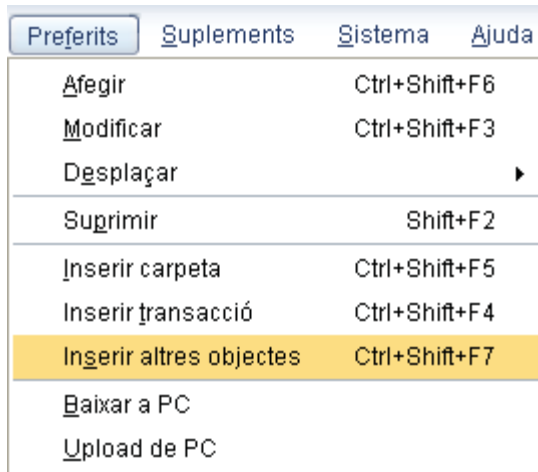 Preferits Suplements Sistema Ajuda
Afegir Ctrl+Shift+F6
Modificar Ctrl+Shift+F3
Desplaçar
Suprimir Shift+F2
Inserir carpeta Ctrl+Shift+F5
Inserir transacció Ctrl+Shift+F4
Inserir altres objectes Ctrl+Shift+F7
Baixar a PC
Upload de PC